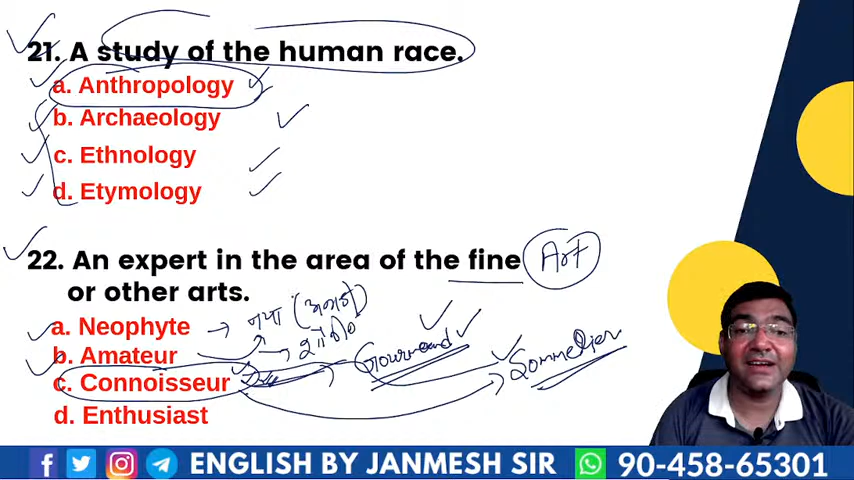 21. A study of the human race.
a. Anthropology
b. Archaeology
c. Ethnology
d. Etymology
22. An expert in the area of the fine Art
or other arts.
a. Neophyte → नया
b. Amateur
Gourmand
Sommelier
c. Connoisseur
d. Enthusiast
ENGLISH BY JANMESH SIR 90-458-65301